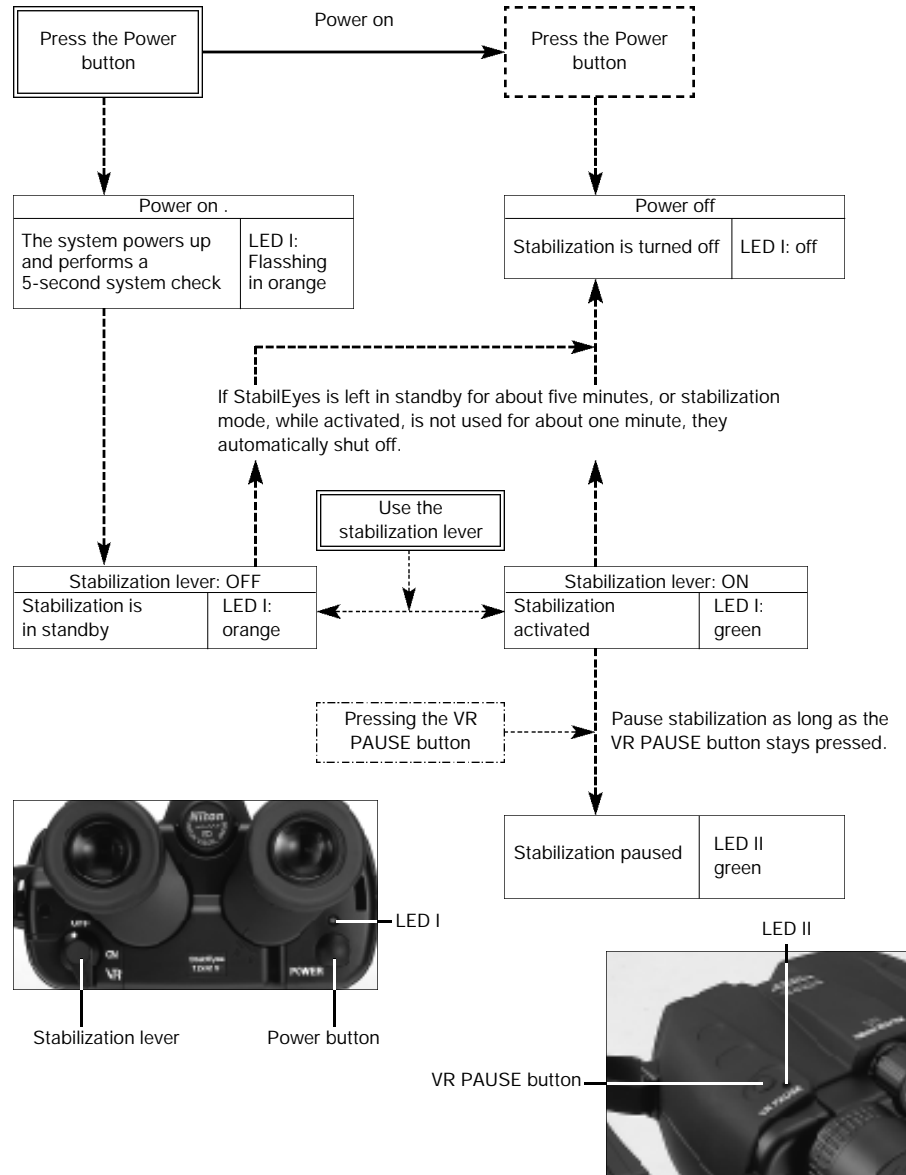 Power on
Press the Power
button
Press the Power
button
Power on .
The system powers up
and performs a
5-second system check
LED I:
Flasshing
in orange
Power off
Stabilization is turned off
LED I: off
If StabilEyes is left in standby for about five minutes, or stabilization
mode, while activated, is not used for about one minute, they
automatically shut off.
Use the
stabilization lever
Stabilization lever: OFF
Stabilization is
in standby
LED I:
orange
Stabilization lever: ON
Stabilization
activated
LED I:
green
Pressing the VR
PAUSE button
Pause stabilization as long as the
VR PAUSE button stays pressed.
Stabilization paused
LED II
green
Nikon
OFF
ON
VR
StabilEyes
POWER
LED I
Stabilization lever
Power button
LED II
VR PAUSE button
VR PAUSE